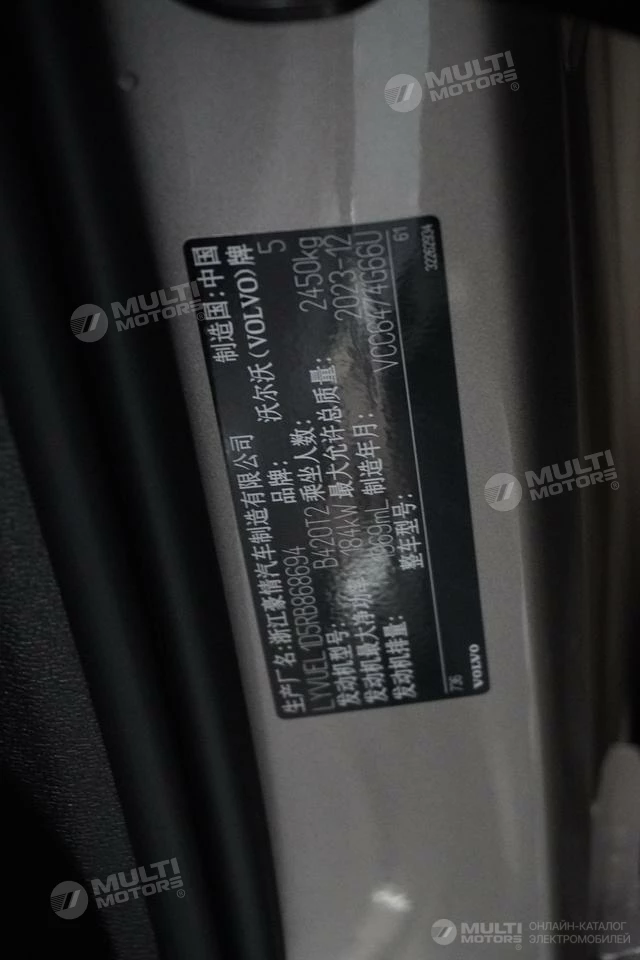 MULTI
MOTORS®
MULTI
MOTORS®
MULTI
MOTORS®
生产厂名:浙江豪情汽车制造有限公司 制造国:中国
LYVUEL1D5RB868694 品牌: 沃尔沃(VOLVO)牌
发动机型号: B420T2 乘坐人数: 5
发动机最大净功率: 184kW 最大允许总质量: 2450kg
发动机排量: 1969mL 制造年月: 2023-12
整车型号: VCC6474G66U
736 61
VOLVO 32262934
MULTI
MOTORS®
MULTI
MOTORS®
ОНЛАЙН-КАТАЛОГ
ЭЛЕКТРОМОБИЛЕЙ